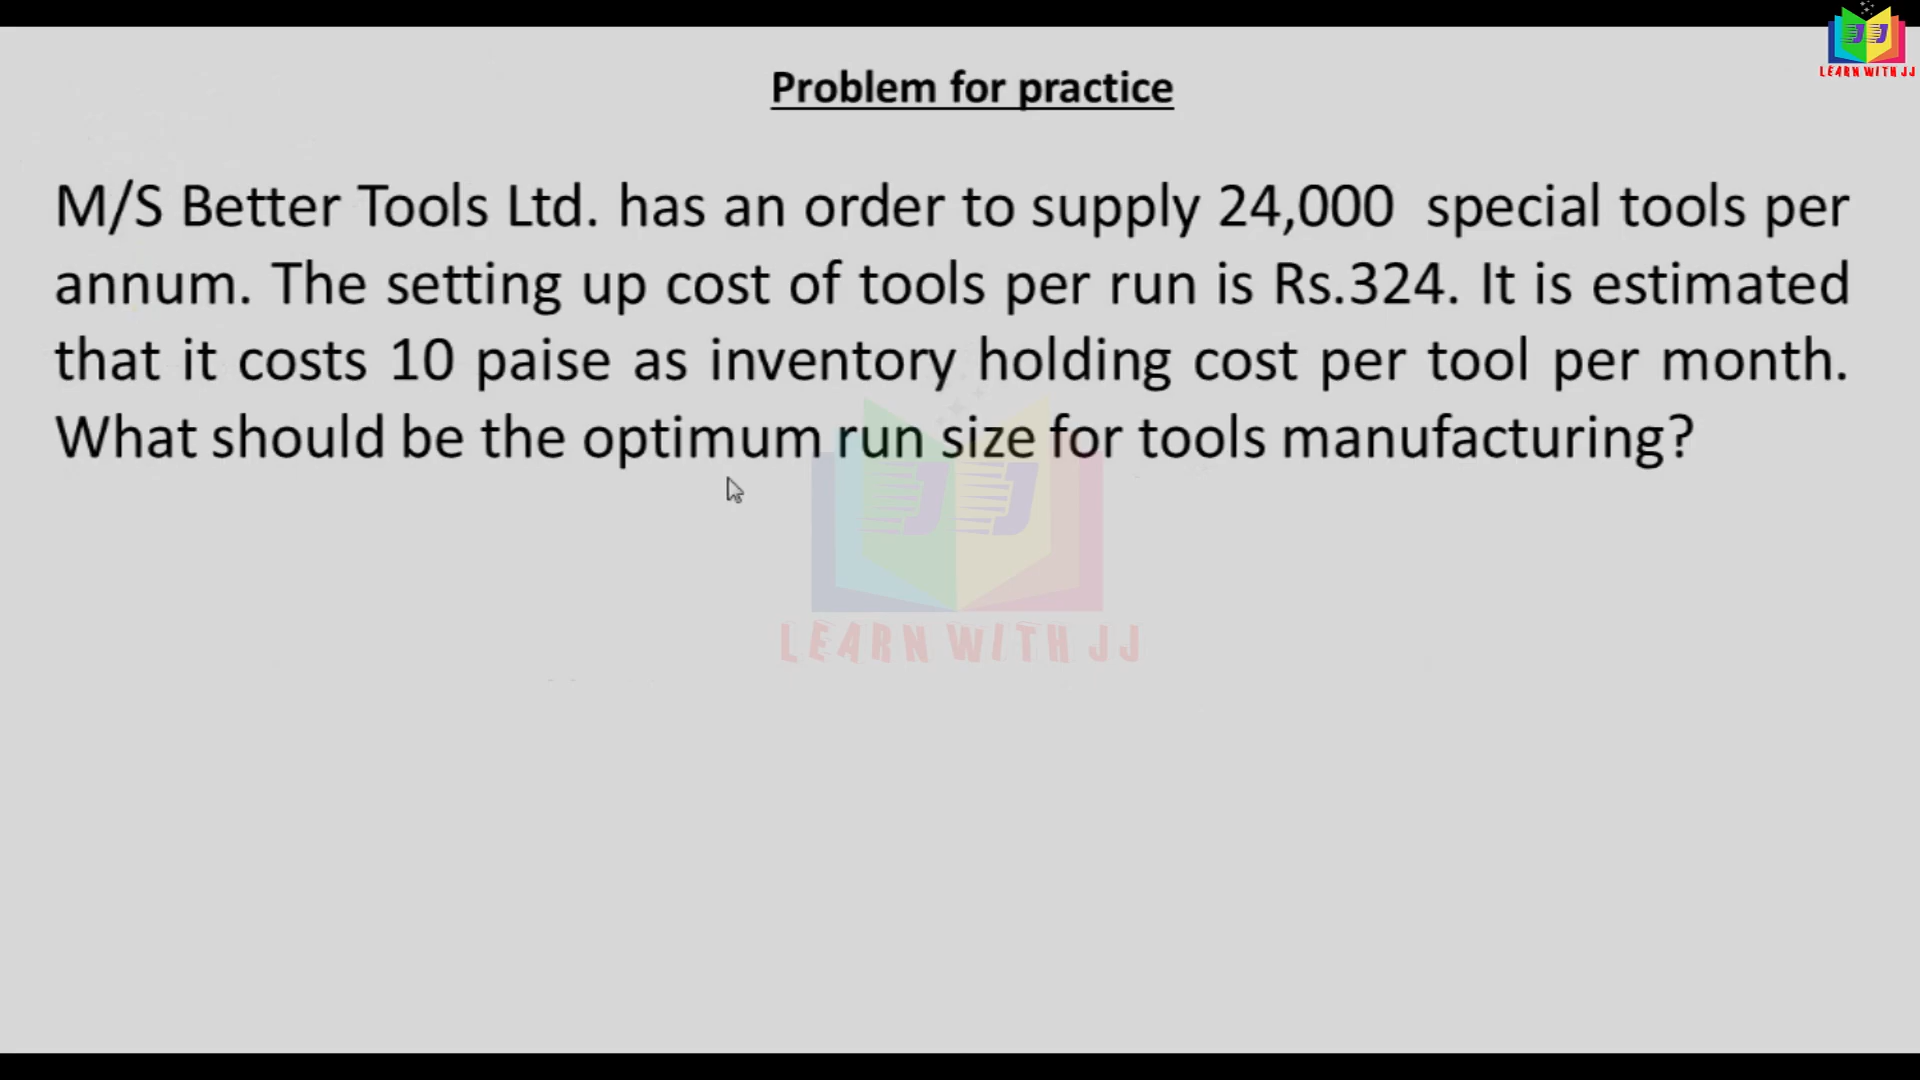 LEARN WITH JJ
Problem for practice
M/S Better Tools Ltd. has an order to supply 24,000 special tools per
annum. The setting up cost of tools per run is Rs.324. It is estimated
that it costs 10 paise as inventory holding cost per tool per month.
What should be the optimum run size for tools manufacturing?
JJ
LEARN WITH JJ